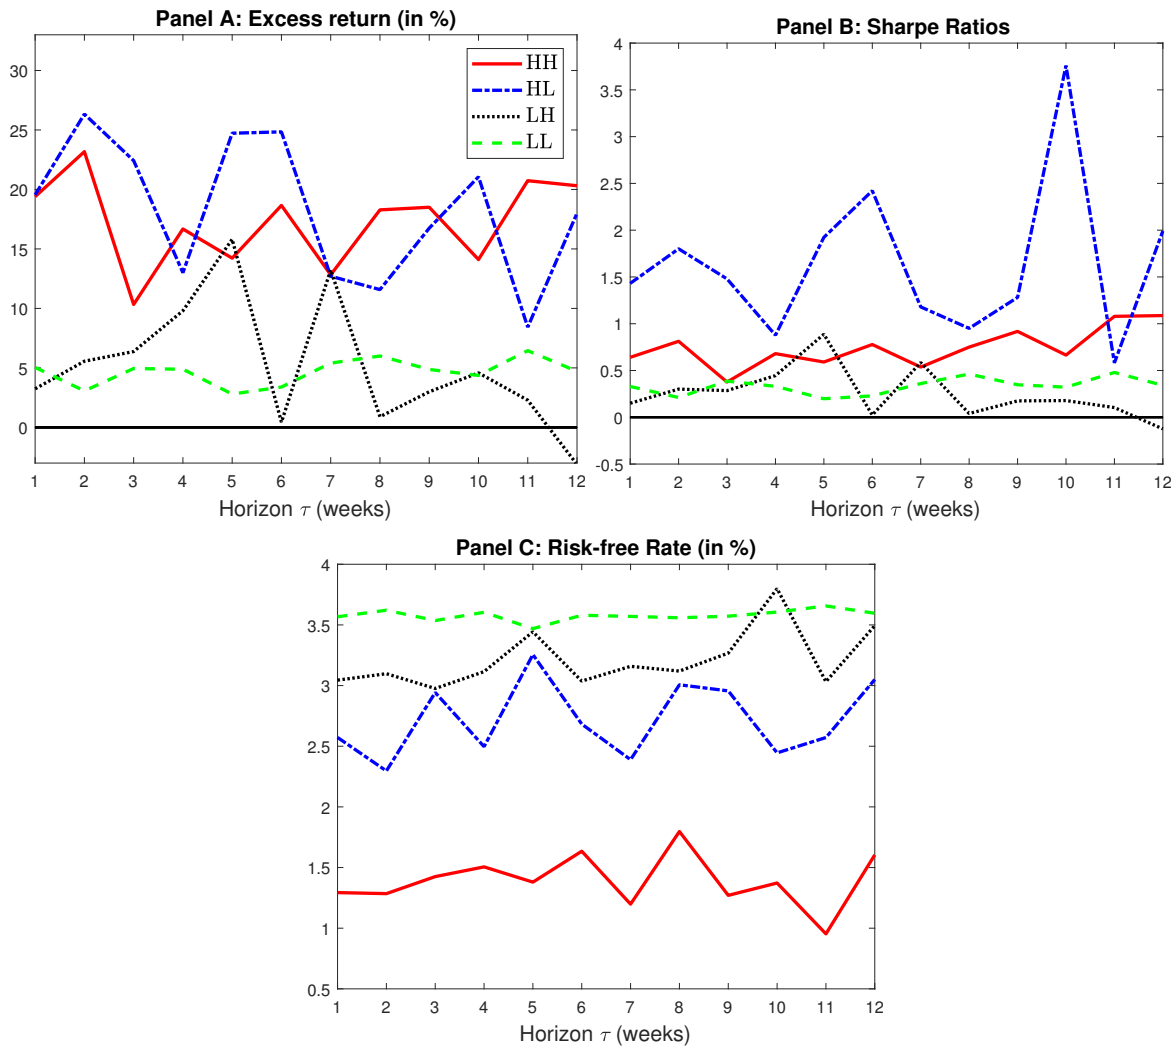 Panel A: Excess return (in %)
30
25
20
15
10
5
0
1 2 3 4 5 6 7 8 9 10 11 12
Horizon τ (weeks)
HH
HL
LH
LL
Panel B: Sharpe Ratios
4
3.5
3
2.5
2
1.5
1
0.5
0
-0.5
1 2 3 4 5 6 7 8 9 10 11 12
Horizon τ (weeks)
Panel C: Risk-free Rate (in %)
4
3.5
3
2.5
2
1.5
1
0.5
1 2 3 4 5 6 7 8 9 10 11 12
Horizon τ (weeks)